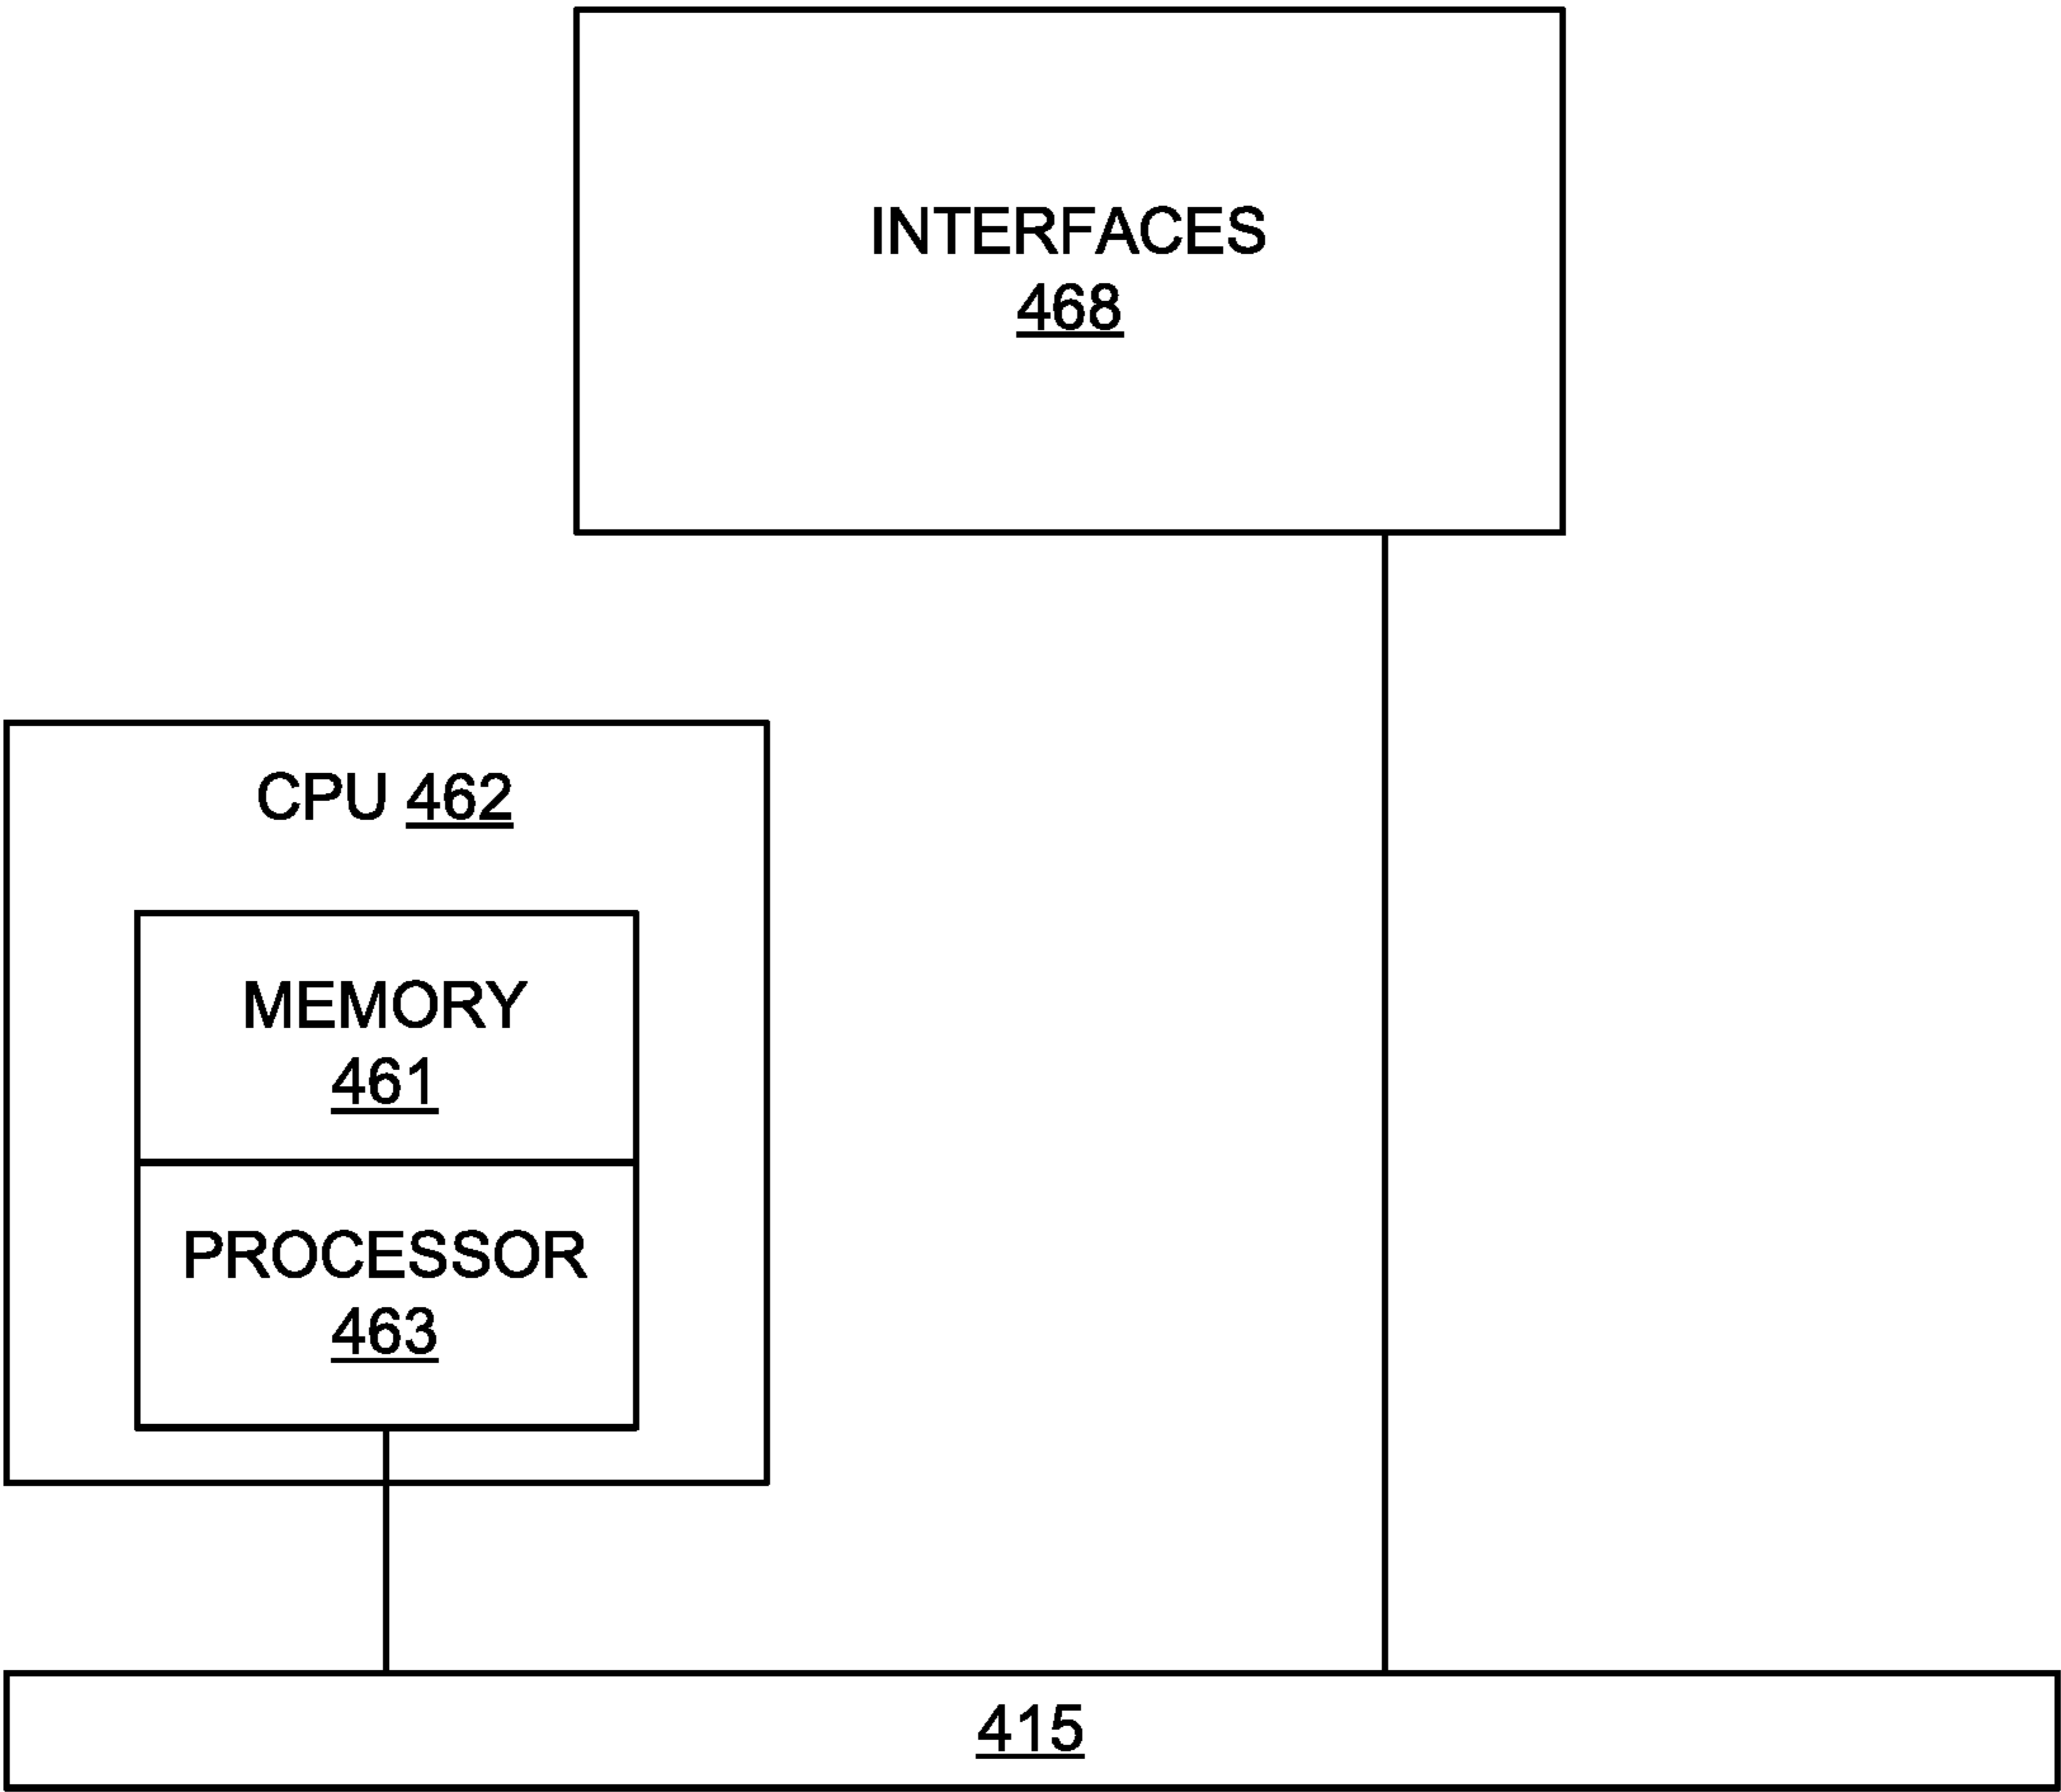 INTERFACES
468
CPU 462
MEMORY
461
PROCESSOR
463
415